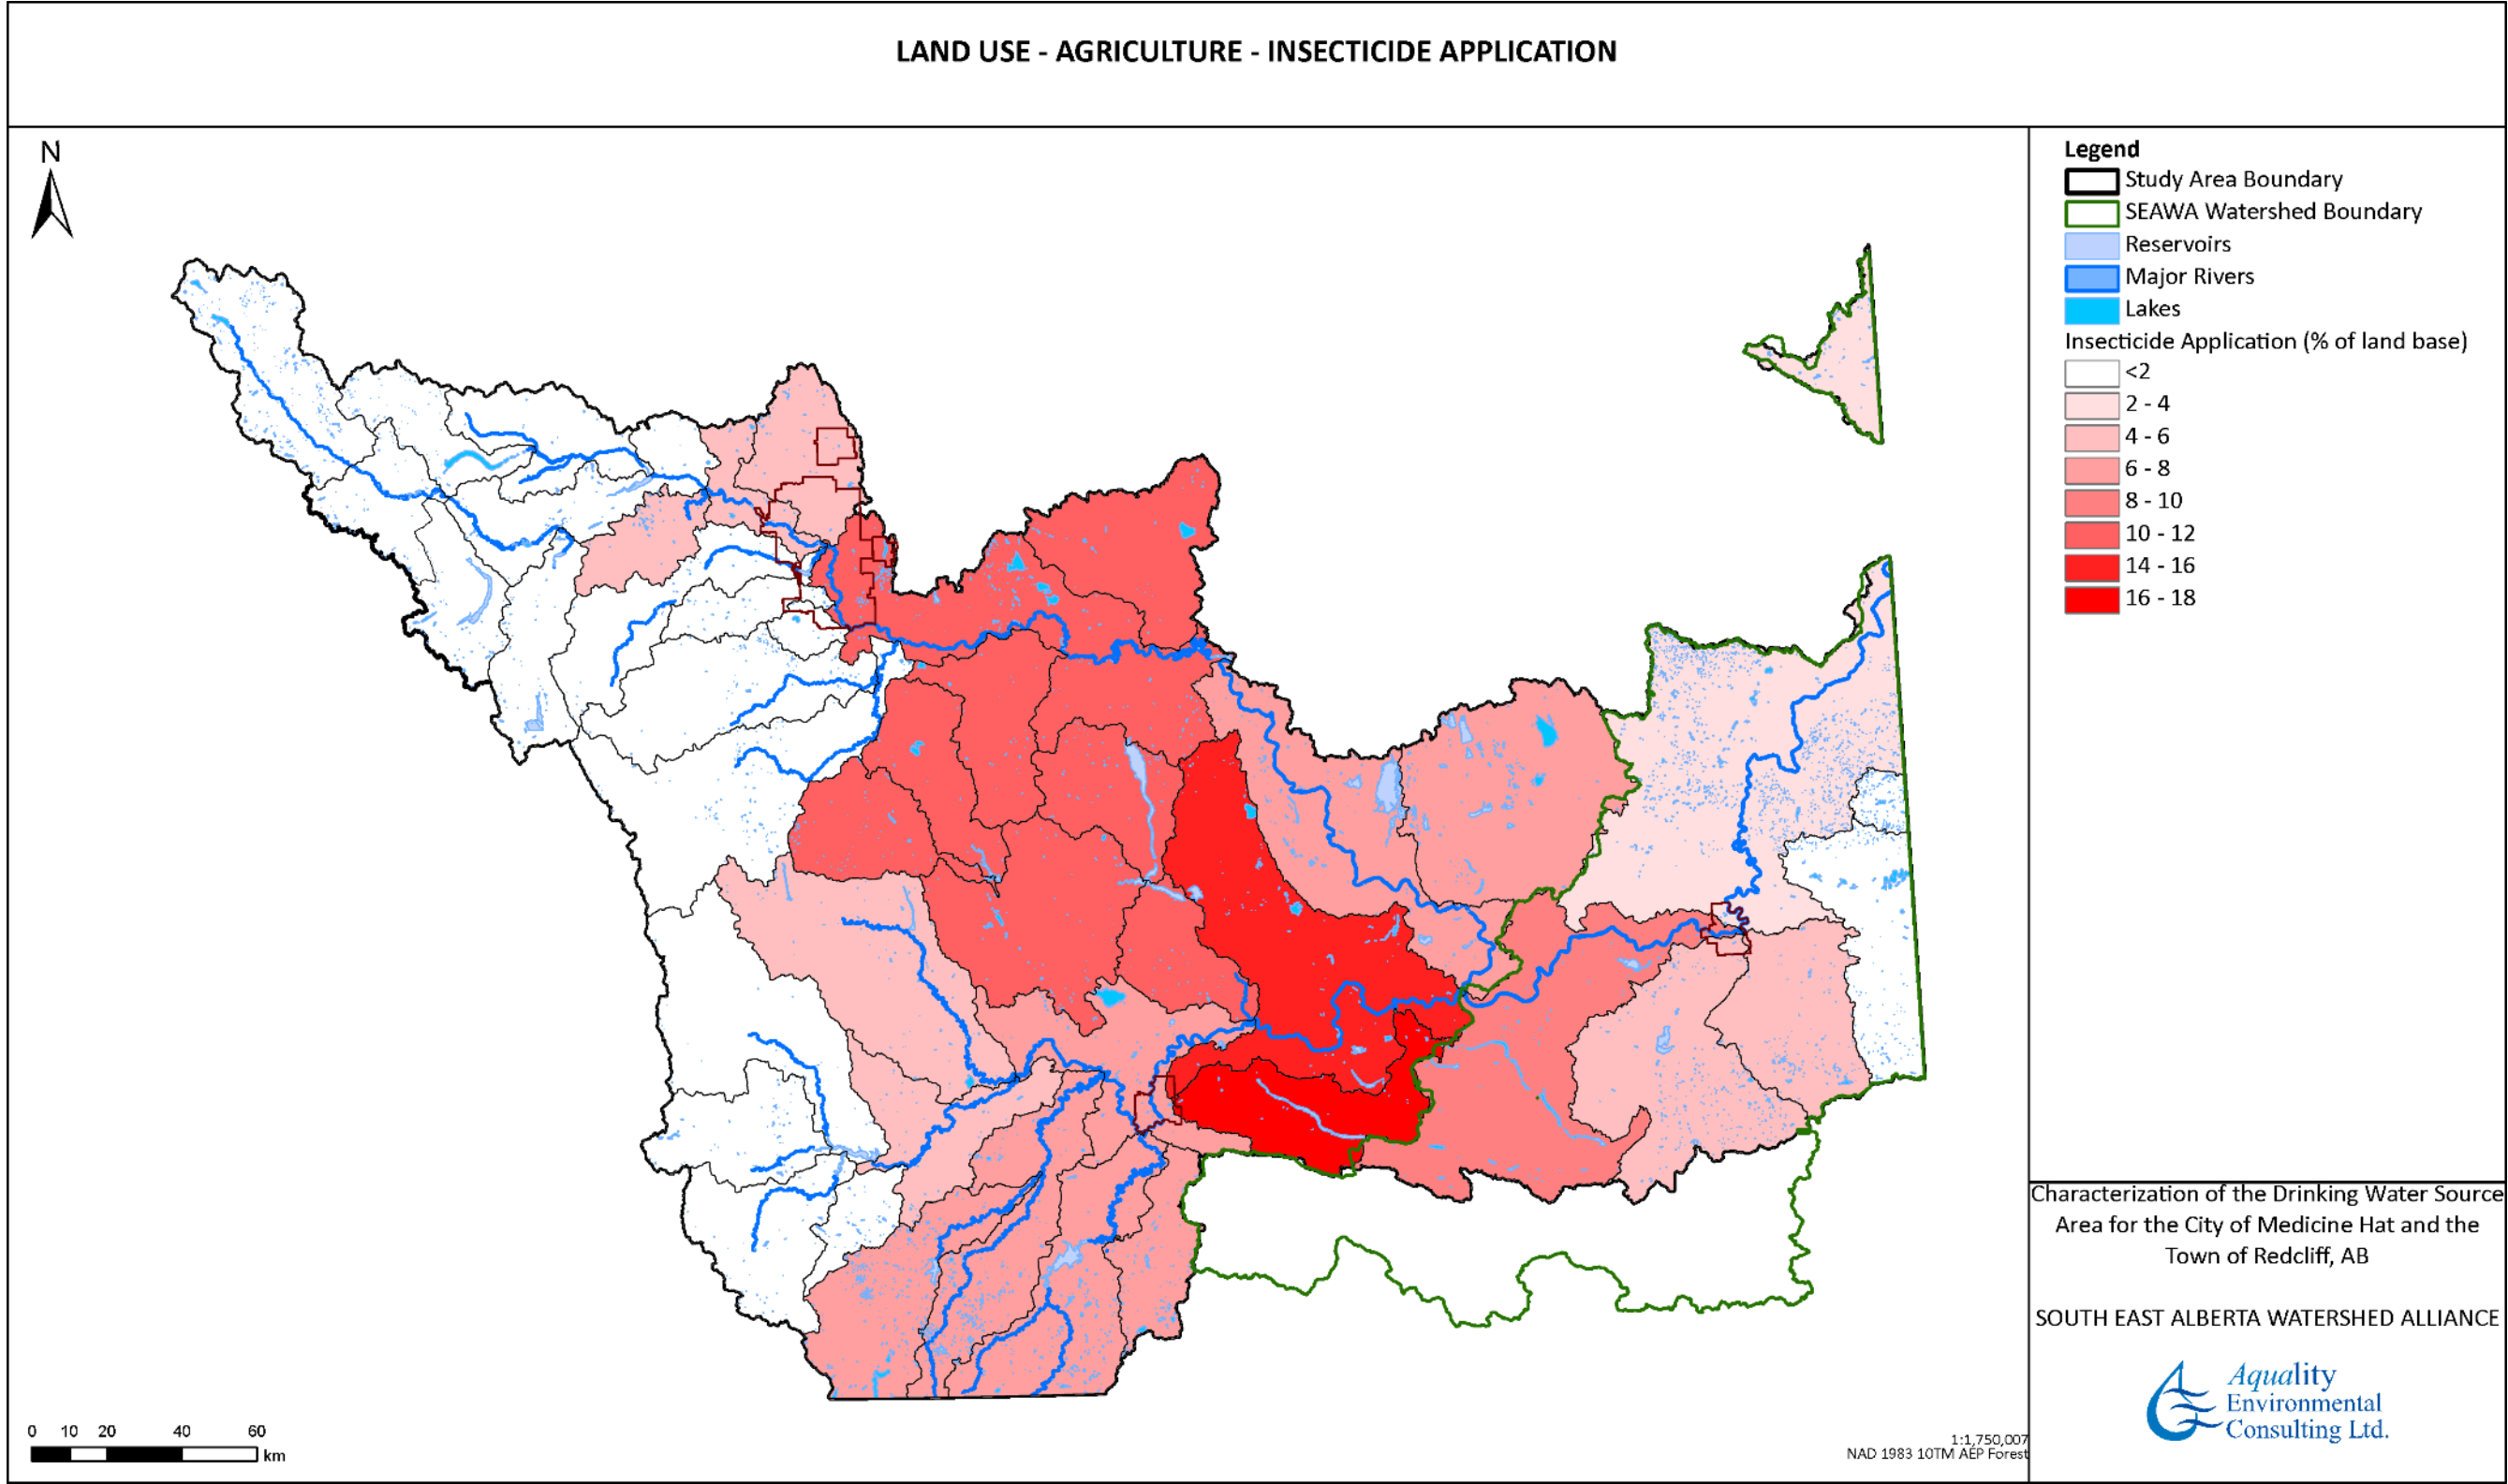 LAND USE - AGRICULTURE - INSECTICIDE APPLICATION
N
Legend
Study Area Boundary
SEAWA Watershed Boundary
Reservoirs
Major Rivers
Lakes
Insecticide Application (% of land base)
<2
2 - 4
4 - 6
6 - 8
8 - 10
10 - 12
14 - 16
16 - 18
Characterization of the Drinking Water Source
Area for the City of Medicine Hat and the
Town of Redcliff, AB
SOUTH EAST ALBERTA WATERSHED ALLIANCE
Aquality
Environmental
Consulting Ltd.
0 10 20 40 60
km
1:1,750,007
NAD 1983 10TM AEP Forest